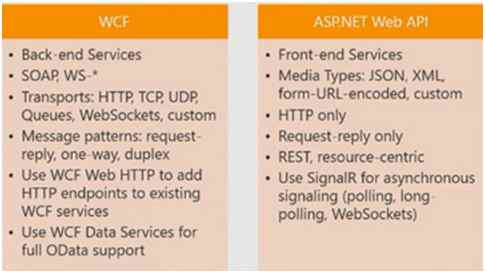 WCF
• Back-end Services
• SOAP, WS-*
• Transports: HTTP, TCP, UDP,
Queues, WebSockets, custom
• Message patterns: request-
reply, one-way, duplex
• Use WCF Web HTTP to add
HTTP endpoints to existing
WCF services
• Use WCF Data Services for
full OData support
ASP.NET Web API
• Front-end Services
• Media Types: JSON, XML,
form-URL-encoded, custom
• HTTP only
• Request-reply only
• REST, resource-centric
• Use SignalR for asynchronous
signaling (polling, long-
polling, WebSockets)